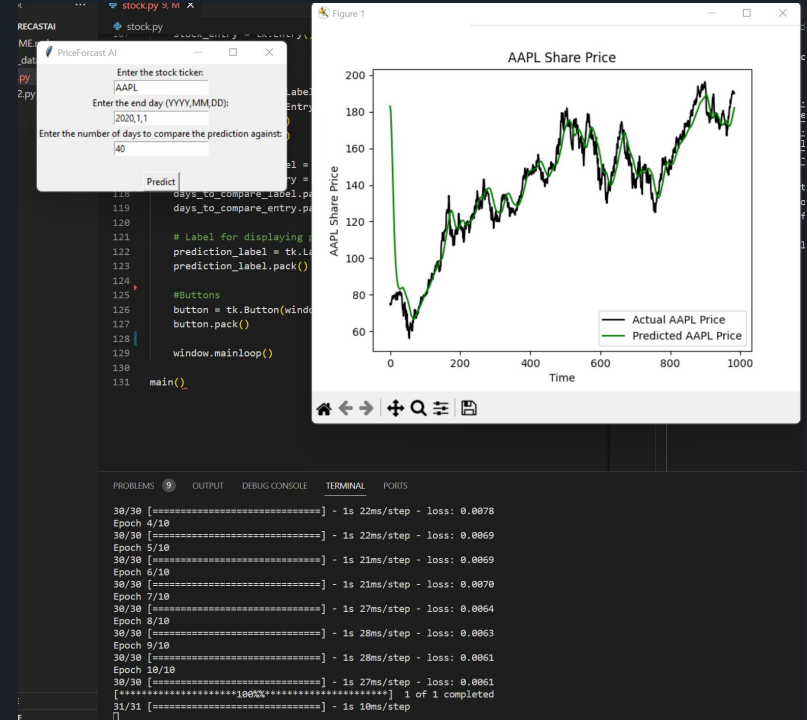 stock.py 9, M
RECASTAI
stock.py
PriceForcast AI
Enter the stock ticker:
AAPL
Enter the end day (YYYY,MM,DD):
2020,1,1
Enter the number of days to compare the prediction against:
40
Predict
118 days_to_compare_label.pa
119 days_to_compare_entry.pa
120
121 # Label for displaying p
122 prediction_label = tk.La
123 prediction_label.pack()
124
125 #Buttons
126 button = tk.Button(windo
127 button.pack()
128
129 window.mainloop()
130
131 main()
Figure 1
AAPL Share Price
AAPL Share Price
200
180
160
140
120
100
80
60
0 200 400 600 800 1000
Time
Actual AAPL Price
Predicted AAPL Price
PROBLEMS 9 OUTPUT DEBUG CONSOLE TERMINAL PORTS
30/30 [==============================] - 1s 22ms/step - loss: 0.0078
Epoch 4/10
30/30 [==============================] - 1s 22ms/step - loss: 0.0069
Epoch 5/10
30/30 [==============================] - 1s 21ms/step - loss: 0.0069
Epoch 6/10
30/30 [==============================] - 1s 21ms/step - loss: 0.0070
Epoch 7/10
30/30 [==============================] - 1s 27ms/step - loss: 0.0064
Epoch 8/10
30/30 [==============================] - 1s 28ms/step - loss: 0.0063
Epoch 9/10
30/30 [==============================] - 1s 28ms/step - loss: 0.0061
Epoch 10/10
30/30 [==============================] - 1s 27ms/step - loss: 0.0061
[*********************100%%**********************] 1 of 1 completed
31/31 [==============================] - 1s 10ms/step